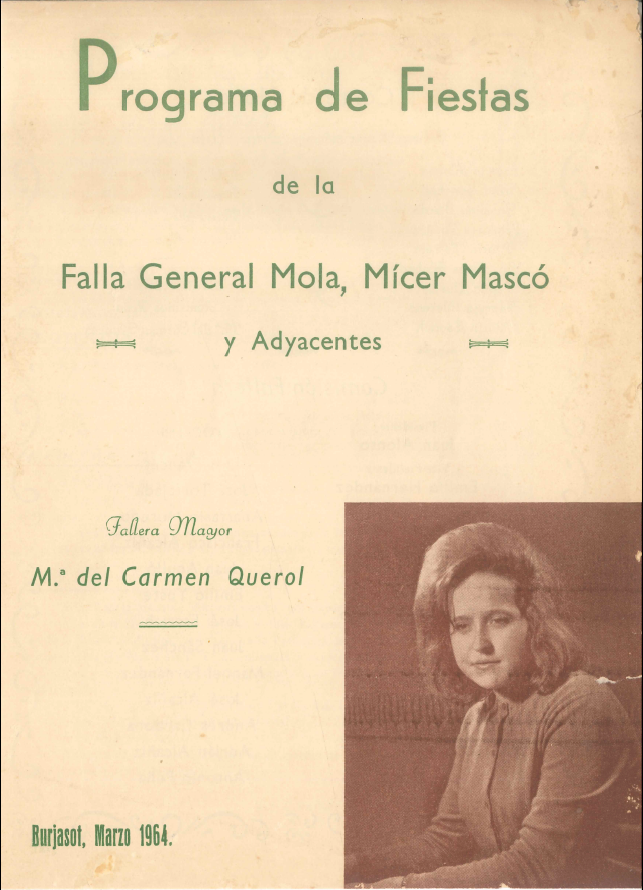 Programa de Fiestas
de la
Falla General Mola, Mícer Mascó
y Adyacentes
Fallera Mayor
M.ª del Carmen Querol
Burjasot, Marzo 1964.